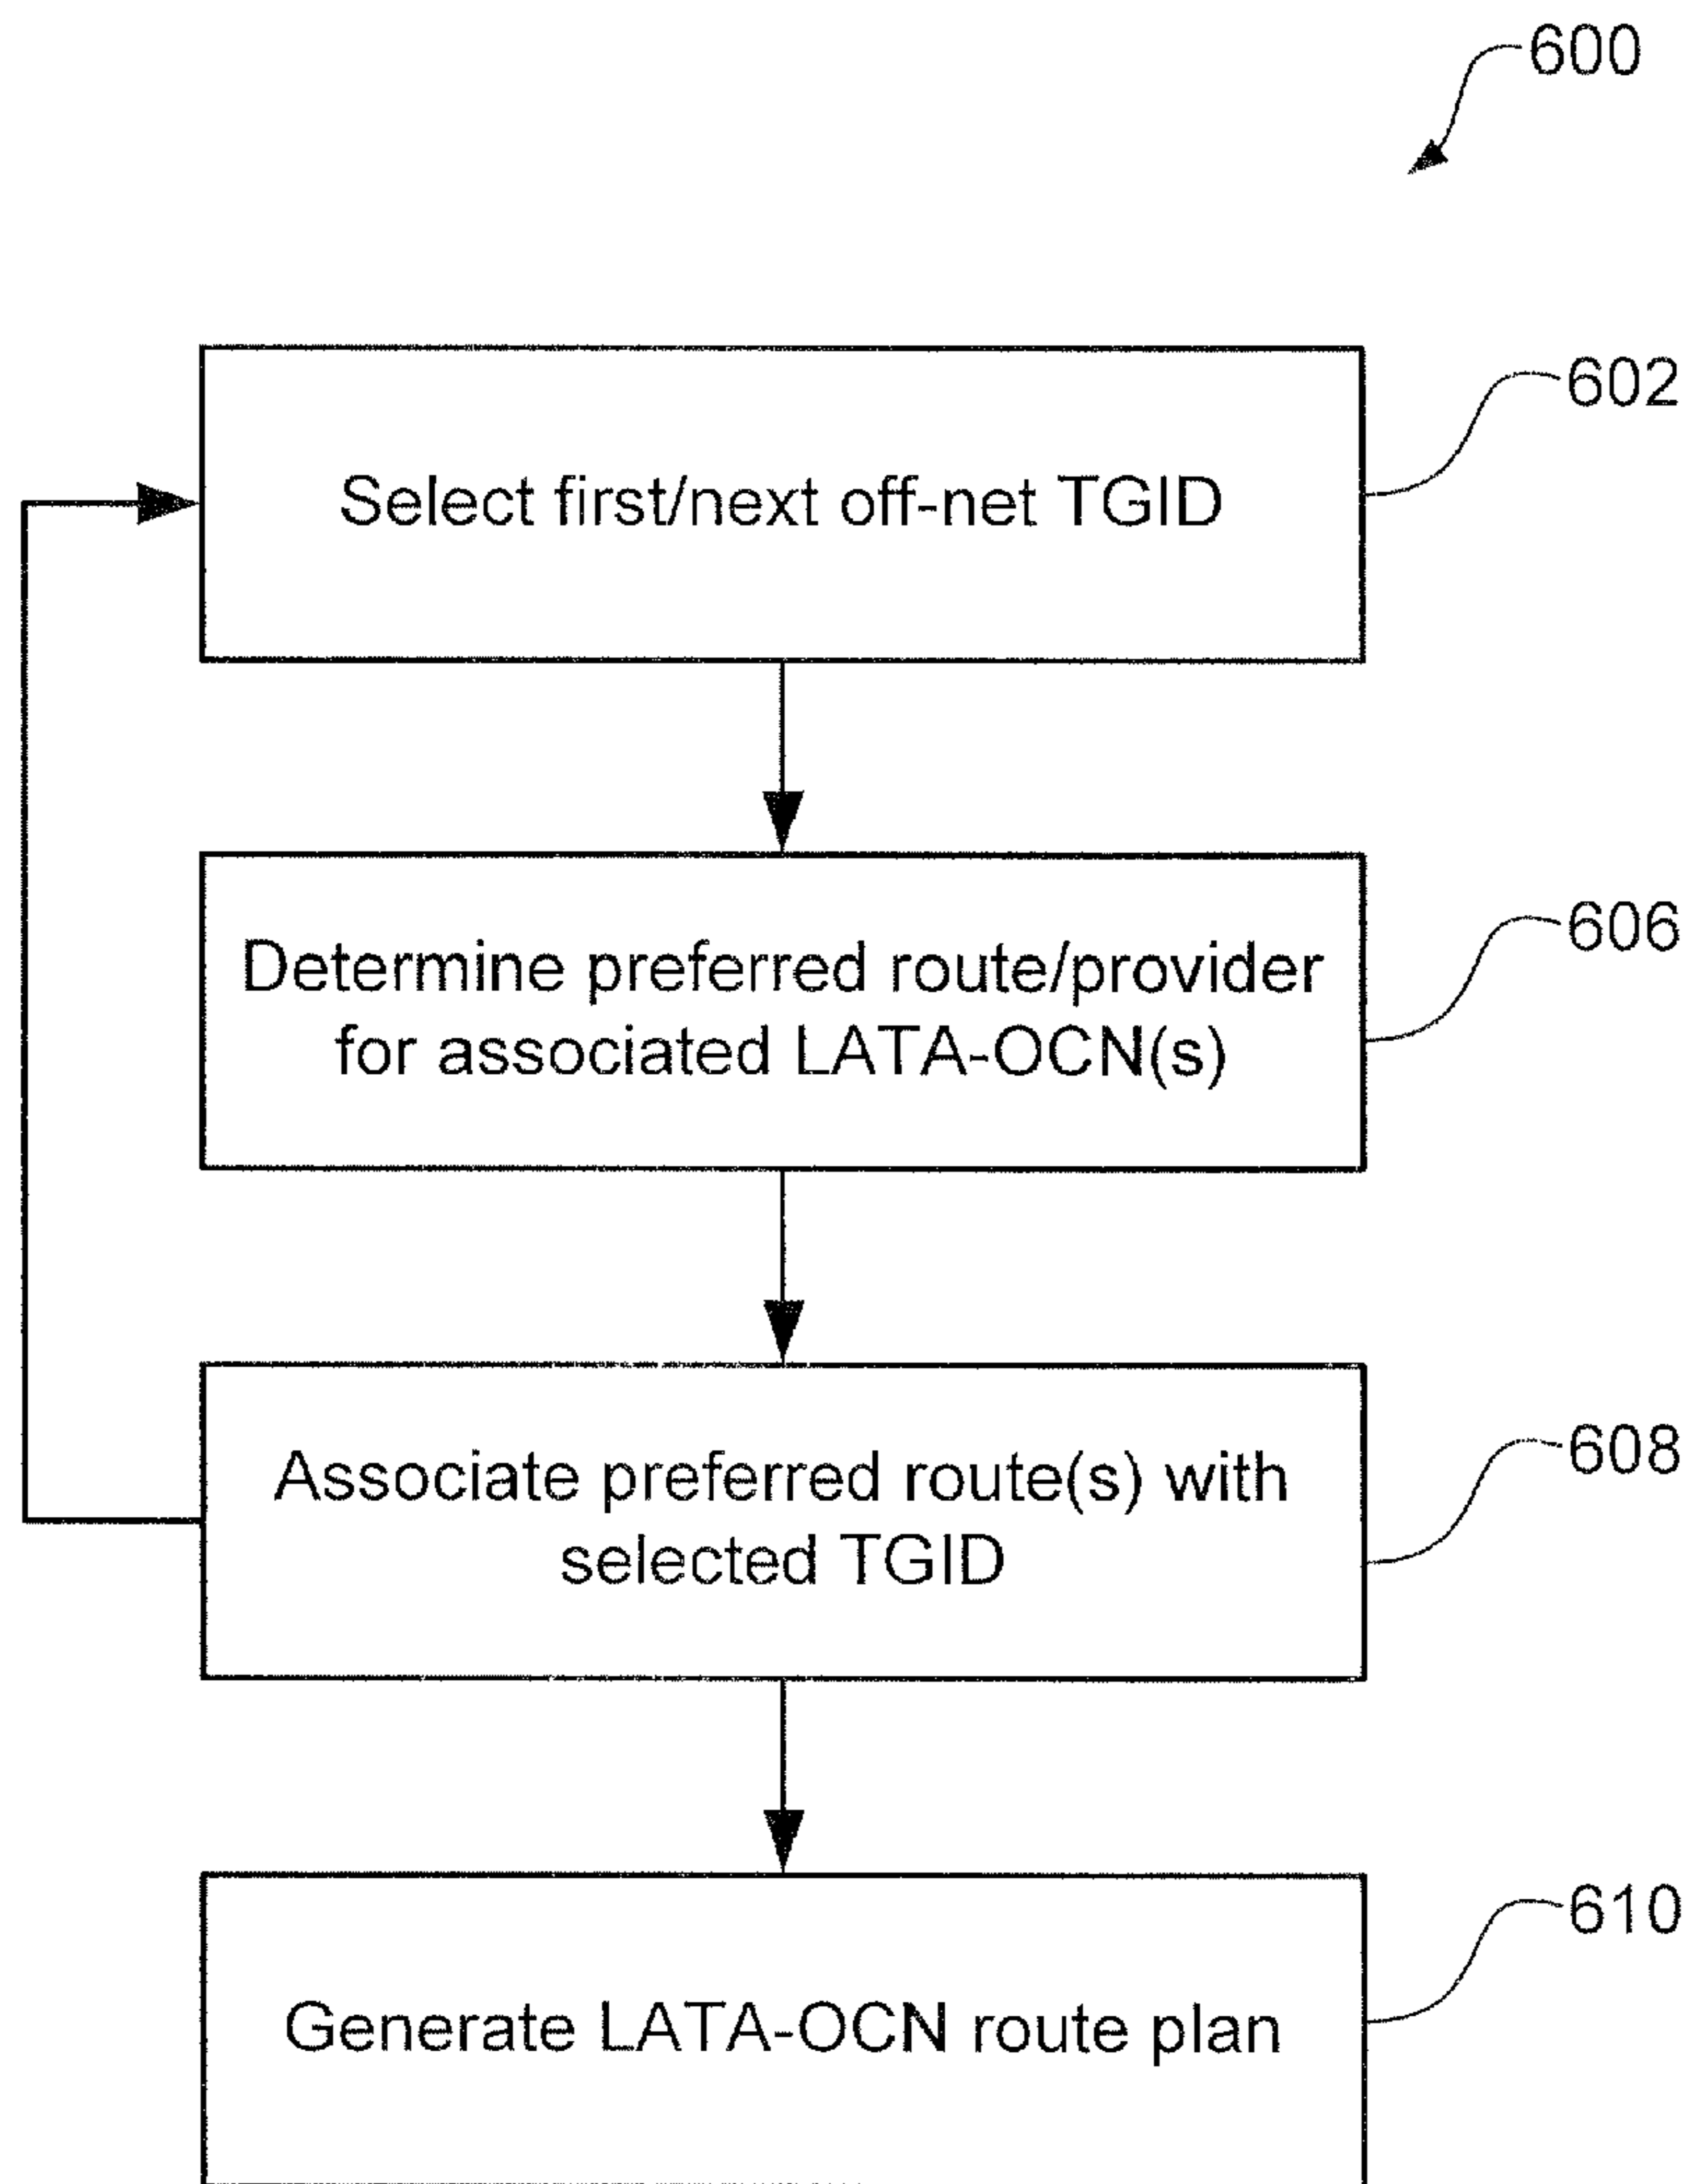 600
602
Select first/next off-net TGID
606
Determine preferred route/provider
for associated LATA-OCN(s)
608
Associate preferred route(s) with
selected TGID
610
Generate LATA-OCN route plan